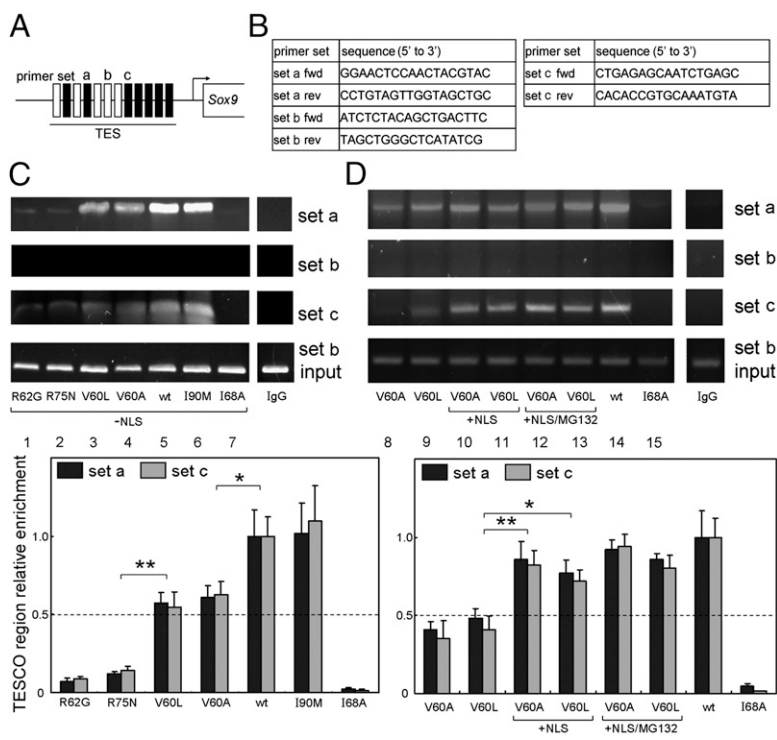 A
primer set a b c
Sox9
TES
B
primer set sequence (5' to 3')
set a fwd GGAACTCCAACTACGTAC
set a rev CCTGTAGTTGGTAGCTGC
set b fwd ATCTCTACAGCTGACTTC
set b rev TAGCTGGGCTCATATCG
primer set sequence (5' to 3')
set c fwd CTGAGAGCAATCTGAGC
set c rev CACACCGTGCAAATGTA
C
set a
set b
set c
set b
input
R62G R75N V60L V60A wt I90M I68A IgG
-NLS
1 2 3 4 5 6 7
D
set a
set b
set c
set b
input
V60A V60L V60A V60L V60A V60L wt I68A IgG
+NLS +NLS/MG132
8 9 10 11 12 13 14 15
TESCO region relative enrichment
set a set c
*
**
1.0
0.5
0
R62G R75N V60L V60A wt I90M I68A
set a set c
*
**
1.0
0.5
0
V60A V60L V60A V60L V60A V60L wt I68A
+NLS +NLS/MG132